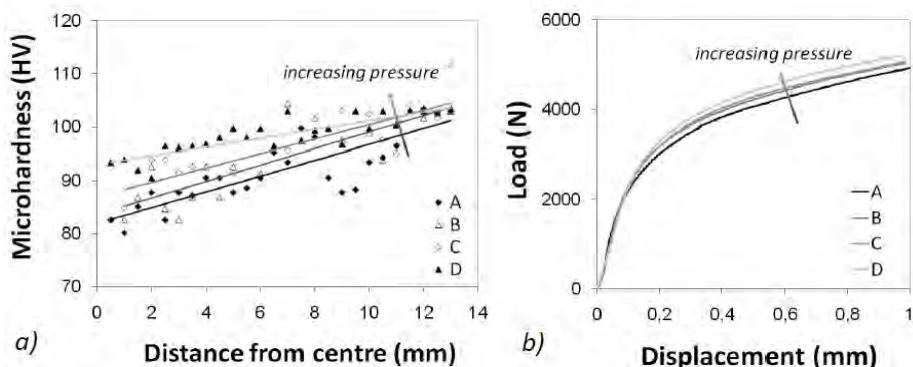 120
110
100
90
80
70
Microhardness (HV)
increasing pressure
A
B
C
D
0 2 4 6 8 10 12 14
a) Distance from centre (mm)
6000
4000
2000
0
Load (N)
increasing pressure
A
B
C
D
0 0,2 0,4 0,6 0,8 1
b) Displacement (mm)